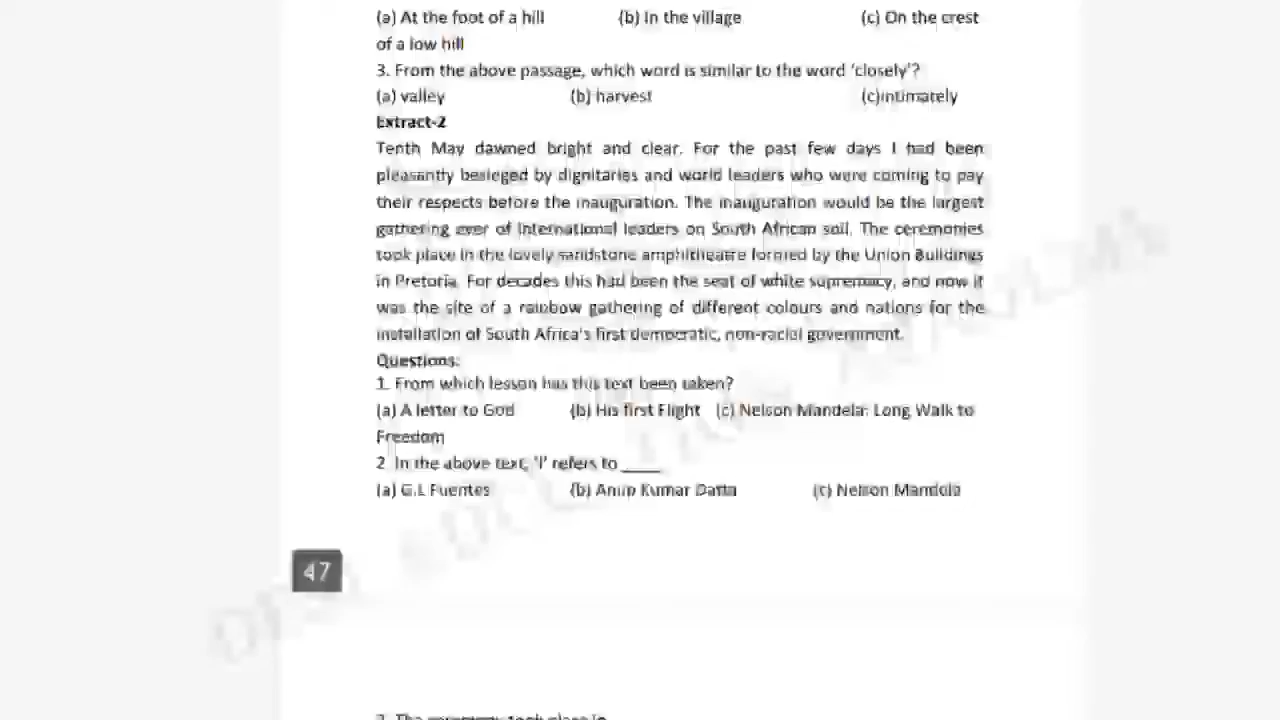 (a) At the foot of a hill (b) In the village (c) On the crest
of a low hill
3. From the above passage, which word is similar to the word 'closely'?
(a) valley (b) harvest (c)intimately
Extract-2
Tenth May dawned bright and clear. For the past few days I had been
pleasantly besieged by dignitaries and world leaders who were coming to pay
their respects before the inauguration. The inauguration would be the largest
gathering ever of international leaders on South African soil. The ceremonies
took place in the lovely sandstone amphitheatre formed by the Union Buildings
in Pretoria. For decades this had been the seat of white supremacy, and now it
was the site of a rainbow gathering of different colours and nations for the
installation of South Africa's first democratic, non-racial government.
Questions:
1. From which lesson has this text been taken?
(a) A letter to God (b) His first Flight (c) Nelson Mandela: Long Walk to
Freedom
2. In the above text, 'I' refers to ____
(a) G.L Fuentes (b) Anup Kumar Datta (c) Nelson Mandela
47
3. The ceremony took place in